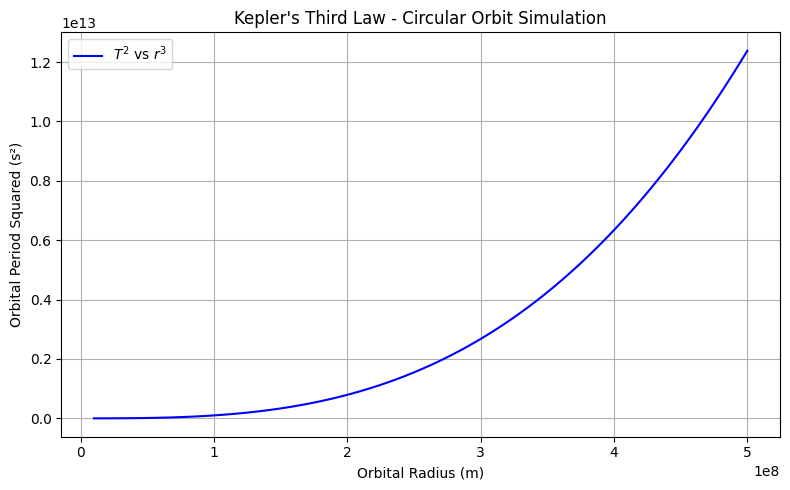 Kepler's Third Law - Circular Orbit Simulation
1e13
T² vs r³
1.2
1.0
0.8
0.6
0.4
0.2
0.0
Orbital Period Squared (s²)
0 1 2 3 4 5
1e8
Orbital Radius (m)